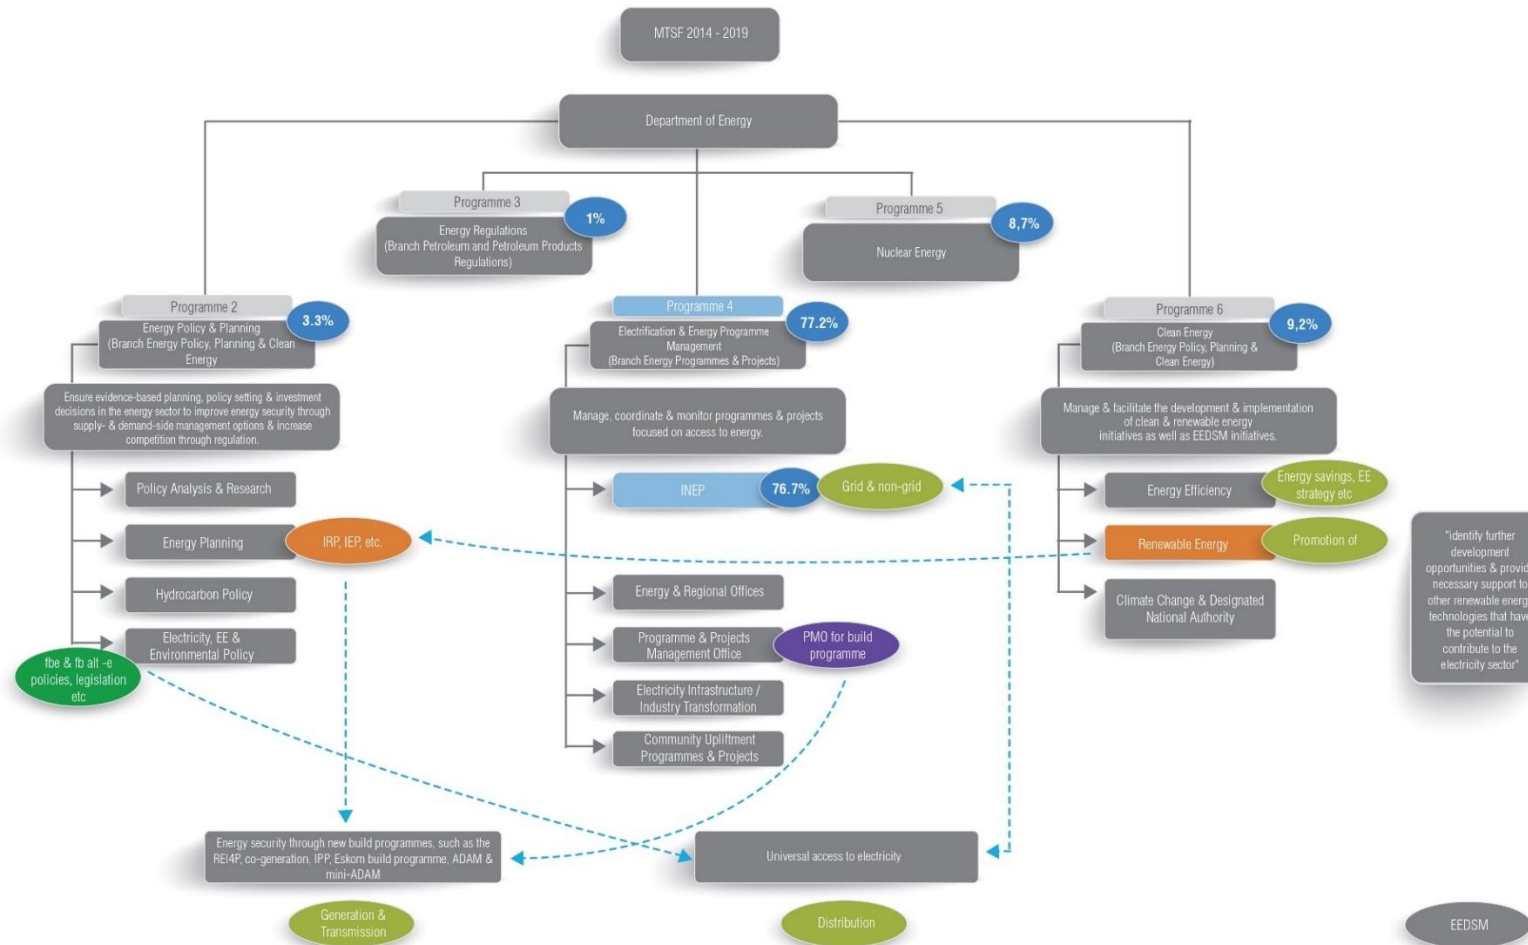 MTSF 2014 - 2019
Department of Energy
Programme 3
1%
Energy Regulations
(Branch Petroleum and Petroleum Products
Regulations)
Programme 5
8,7%
Nuclear Energy
Programme 2
3.3%
Energy Policy & Planning
(Branch Energy Policy, Planning & Clean
Energy
Programme 4
77.2%
Electrification & Energy Programme
Management
(Branch Energy Programmes & Projects)
Programme 6
9,2%
Clean Energy
(Branch Energy Policy, Planning &
Clean Energy)
Ensure evidence-based planning, policy setting & investment
decisions in the energy sector to improve energy security through
supply- & demand-side management options & increase
competition through regulation.
Manage, coordinate & monitor programmes & projects
focused on access to energy.
Manage & facilitate the development & implementation
of clean & renewable energy
initiatives as well as EEDSM initiatives.
Policy Analysis & Research
INEP
76.7%
Grid & non-grid
Energy Efficiency
Energy savings, EE
strategy etc
Energy Planning
IRP, IEP, etc.
Renewable Energy
Promotion of
"identify further
development
opportunities & provid
necessary support to
other renewable energ
technologies that have
the potential to
contribute to the
electricity sector"
Hydrocarbon Policy
Energy & Regional Offices
Climate Change & Designated
National Authority
Electricity, EE &
Environmental Policy
fbe & fb alt -e
policies, legislation
etc
Programme & Projects
Management Office
PMO for build
programme
Electricity Infrastructure /
Industry Transformation
Community Upliftment
Programmes & Projects
Energy security through new build programmes, such as the
REI4P, co-generation, IPP, Eskom build programme, ADAM &
mini-ADAM
Universal access to electricity
Generation &
Transmission
Distribution
EEDSM